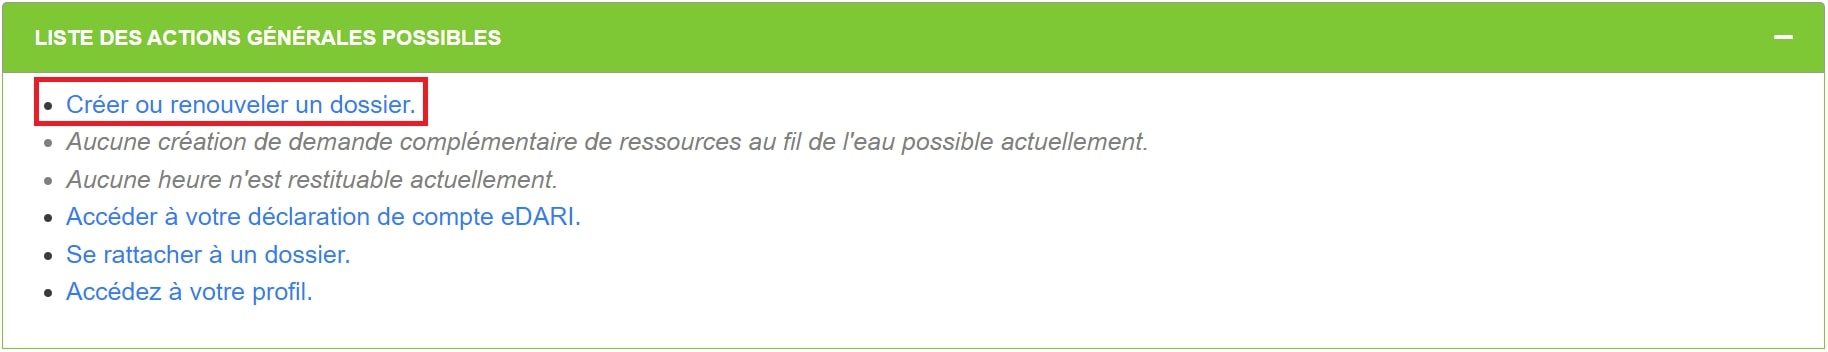 LISTE DES ACTIONS GÉNÉRALES POSSIBLES
Créer ou renouveler un dossier.
Aucune création de demande complémentaire de ressources au fil de l'eau possible actuellement.
Aucune heure n'est restituable actuellement.
Accéder à votre déclaration de compte eDARI.
Se rattacher à un dossier.
Accédez à votre profil.